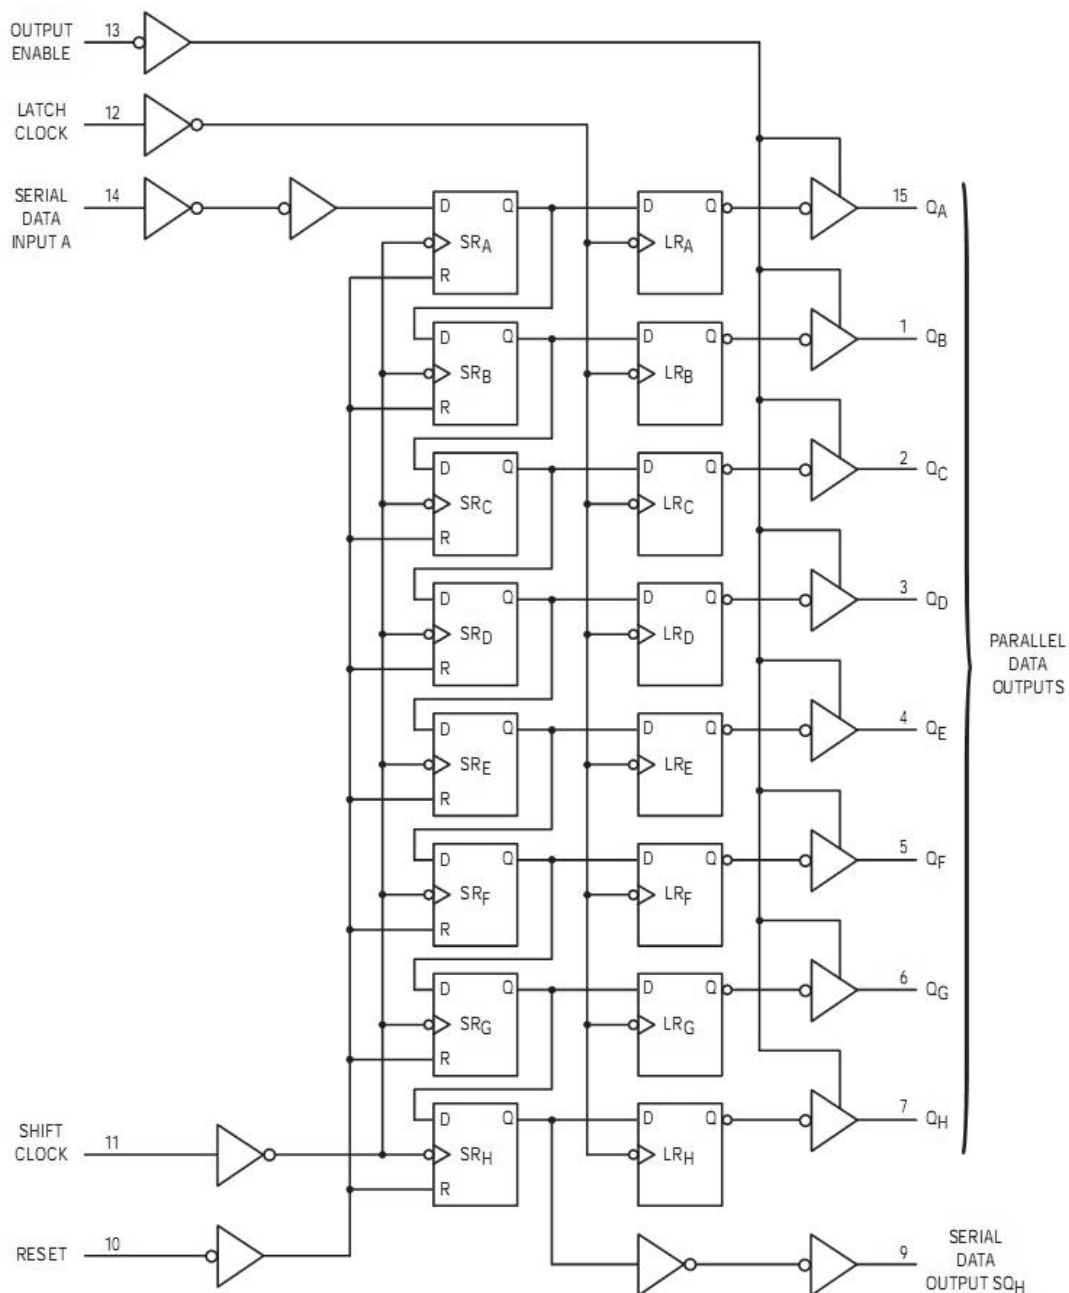 OUTPUT
ENABLE
13
LATCH
CLOCK
12
SERIAL
DATA
INPUT A
14
D Q
SRA
R
D Q
LRA
15
QA
D Q
SRB
R
D Q
LRB
1
QB
D Q
SRC
R
D Q
LRC
2
QC
D Q
SRD
R
D Q
LRD
3
QD
PARALLEL
DATA
OUTPUTS
D Q
SRE
R
D Q
LRE
4
QE
D Q
SRF
R
D Q
LRF
5
QF
D Q
SRG
R
D Q
LRG
6
QG
D Q
SRH
R
D Q
LRH
7
QH
SHIFT
CLOCK
11
RESET
10
9
SERIAL
DATA
OUTPUT SQH